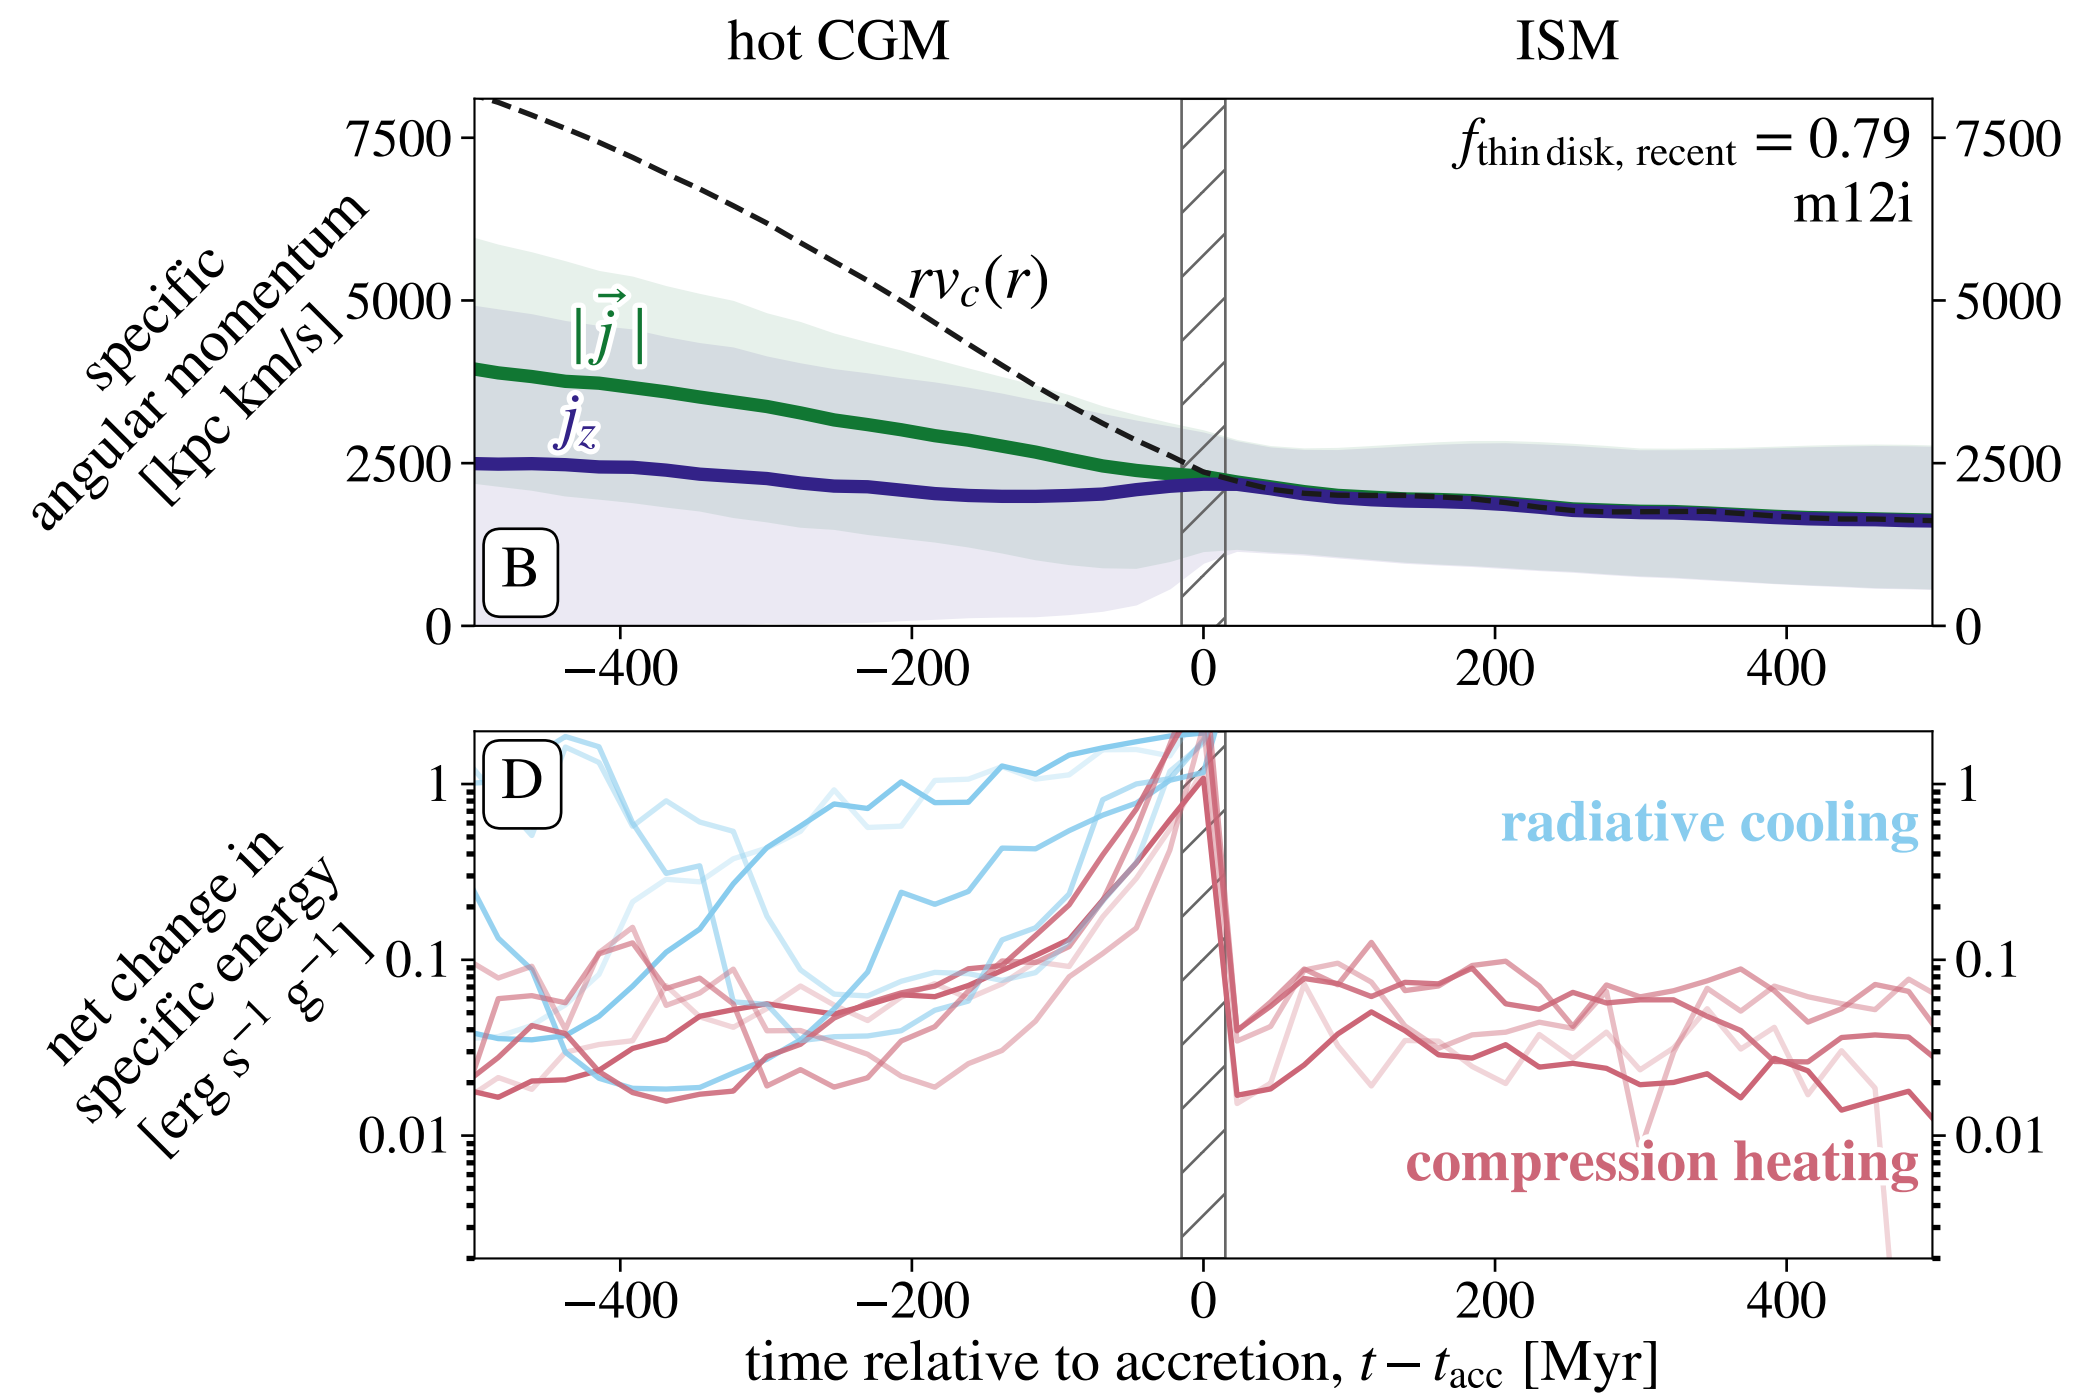 hot CGM
ISM
specific
angular momentum
[kpc km/s]
7500
5000
2500
0
7500
5000
2500
0
f_thin disk, recent = 0.79
m12i
rv_c(r)
|j⃗|
j_z
B
−400
−200
0
200
400
D
net change in
specific energy
[erg s⁻¹ g⁻¹]
1
0.1
0.01
1
0.1
0.01
radiative cooling
compression heating
−400
−200
0
200
400
time relative to accretion, t − t_acc [Myr]